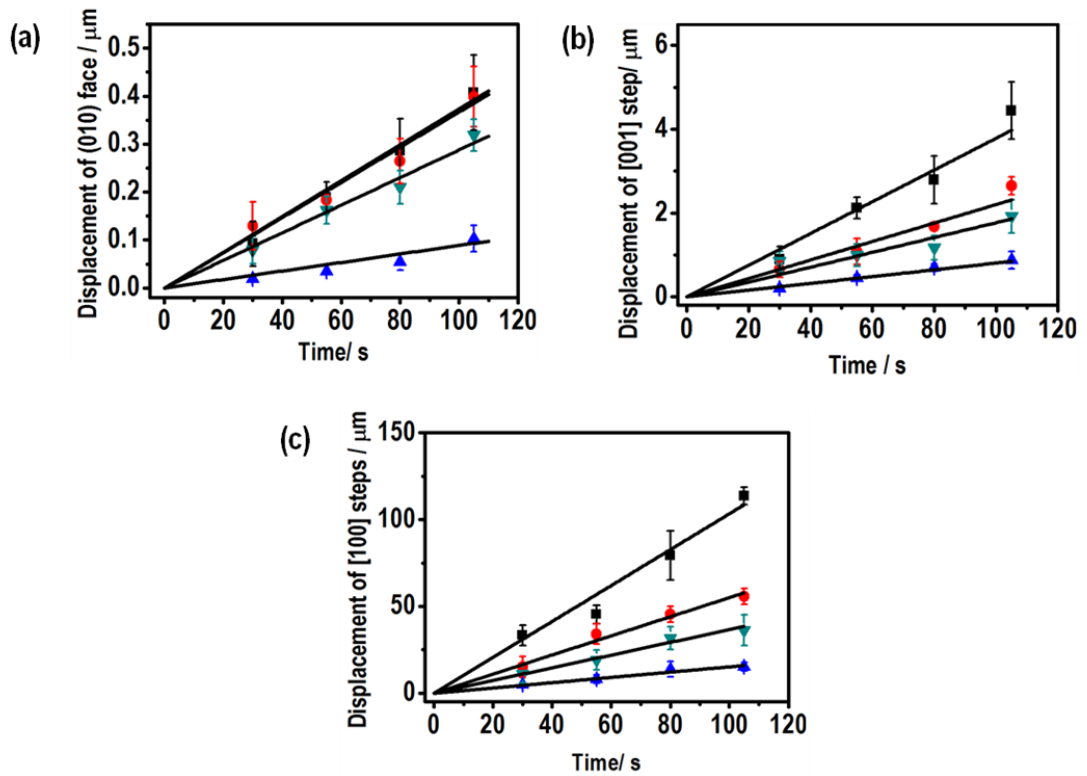 (a)
Displacement of (010) face / μm
0.5
0.4
0.3
0.2
0.1
0.0
0 20 40 60 80 100 120
Time/ s
(b)
Displacement of [001] step/ μm
6
4
2
0
0 20 40 60 80 100 120
Time / s
(c)
Displacement of [100] steps / μm
150
100
50
0
0 20 40 60 80 100 120
Time/ s